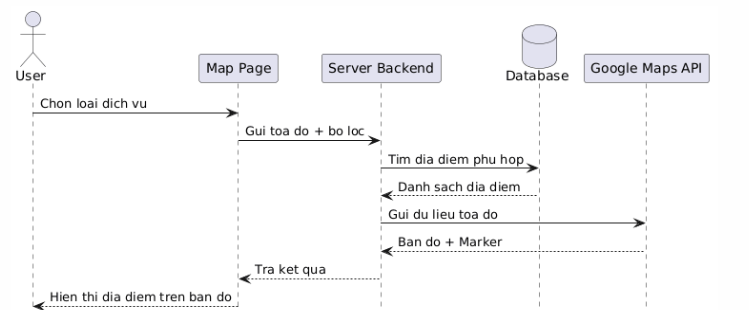 User
Map Page
Server Backend
Database
Google Maps API
Chon loai dich vu
Gui toa do + bo loc
Tim dia diem phu hop
Danh sach dia diem
Gui du lieu toa do
Ban do + Marker
Tra ket qua
Hien thi dia diem tren ban do